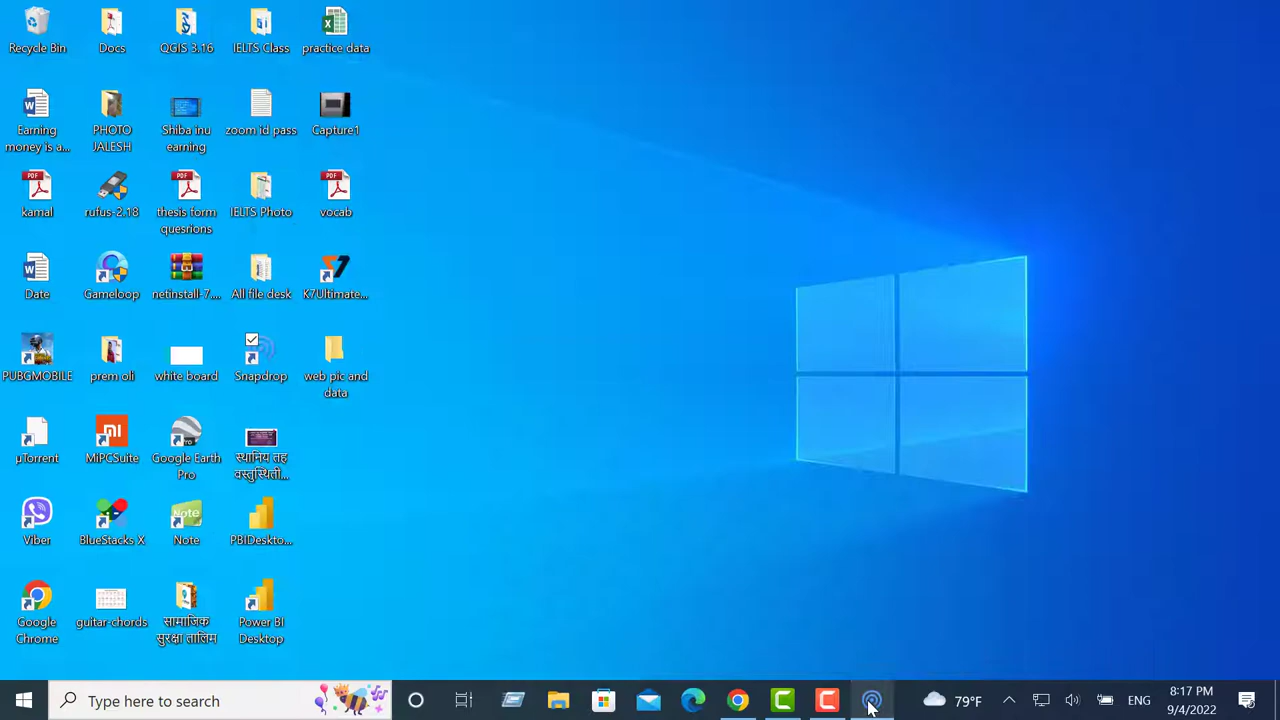 Recycle Bin
Docs
QGIS 3.16
IELTS Class
practice data
Earning
money is a...
PHOTO
JALESH
Shiba inu
earning
zoom id pass
Capture1
kamal
rufus-2.18
thesis form
quesrions
IELTS Photo
vocab
Date
Gameloop
netinstall-7....
All file desk
K7Ultimate...
PUBGMOBILE
prem oli
white board
Snapdrop
web pic and
data
µTorrent
MiPCSuite
Google Earth
Pro
स्थानिय तह
वस्तुस्थिती...
Viber
BlueStacks X
Note
PBIDeskto...
Google
Chrome
guitar-chords
सामाजिक
सुरक्षा तालिम
Power BI
Desktop
Type here to search
79°F
ENG
8:17 PM
9/4/2022